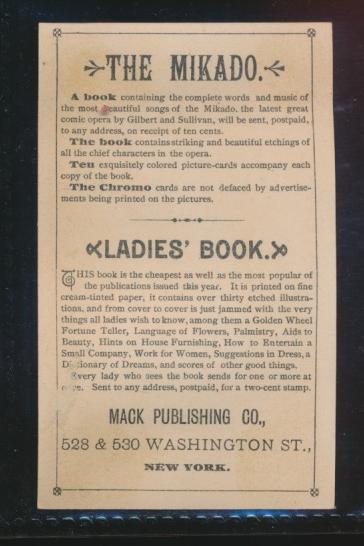 THE MIKADO.
A book containing the complete words and music of
the most beautiful songs of the Mikado, the latest great
comic opera by Gilbert and Sullivan, will be sent, postpaid,
to any address, on receipt of ten cents.
The book contains striking and beautiful etchings of
all the chief characters in the opera.
Ten exquisitely colored picture-cards accompany each
copy of the book.
The Chromo cards are not defaced by advertise-
ments being printed on the pictures.
LADIES' BOOK.
THIS book is the cheapest as well as the most popular of
the publications issued this year. It is printed on fine
cream-tinted paper, it contains over thirty etched illustra-
tions, and from cover to cover is just jammed with the very
things all ladies wish to know, among them a Golden Wheel
Fortune Teller, Language of Flowers, Palmistry, Aids to
Beauty, Hints on House Furnishing, How to Entertain a
Small Company, Work for Women, Suggestions in Dress, a
Dictionary of Dreams, and scores of other good things.
Every lady who sees the book sends for one or more at
once. Sent to any address, postpaid, for a two-cent stamp.
MACK PUBLISHING CO.,
528 & 530 WASHINGTON ST.,
NEW YORK.